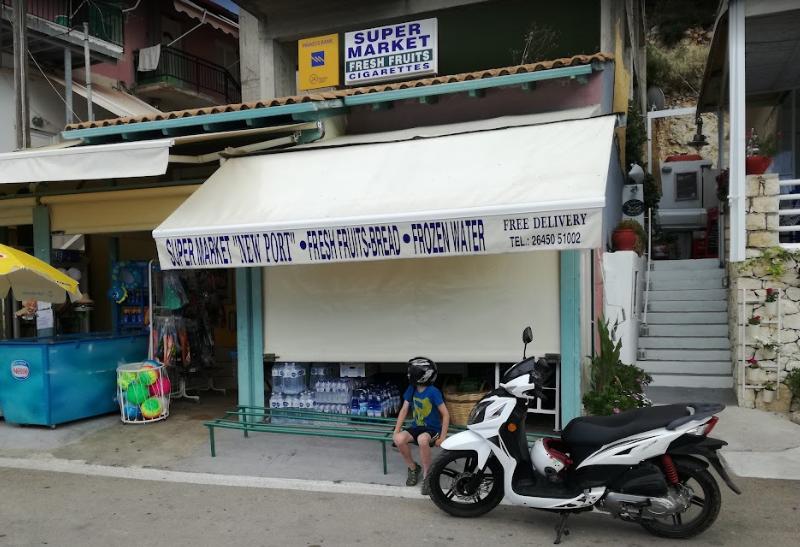 SUPER
MARKET
FRESH FRUITS
CIGARETTES
SUPER MARKET "NEW PORT" • FRESH FRUITS-BREAD • FROZEN WATER
FREE DELIVERY
TEL.: 26450 51002
Nestlé